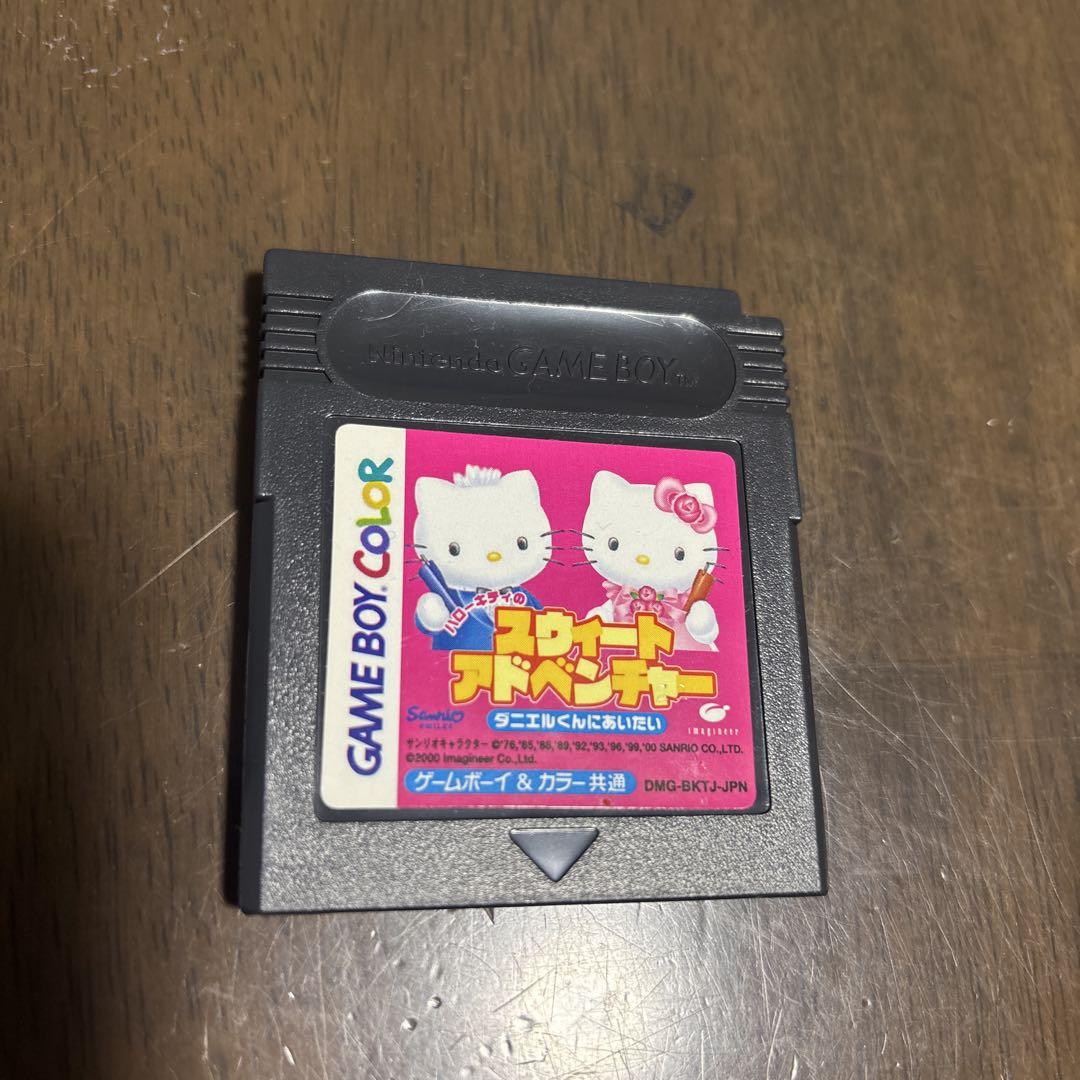 Nintendo GAME BOY TM
GAME BOY COLOR
ハローキティの
スウィート
アドベンチャー
ダニエルくんにあいたい
Sanrio
SMILES
imagineer
サンリオキャラクター ©'76,'85,'88,'89,'92,'93,'96,'99,'00 SANRIO CO.,LTD.
©2000 Imagineer Co., Ltd.
ゲームボーイ & カラー共通
DMG-BKTJ-JPN